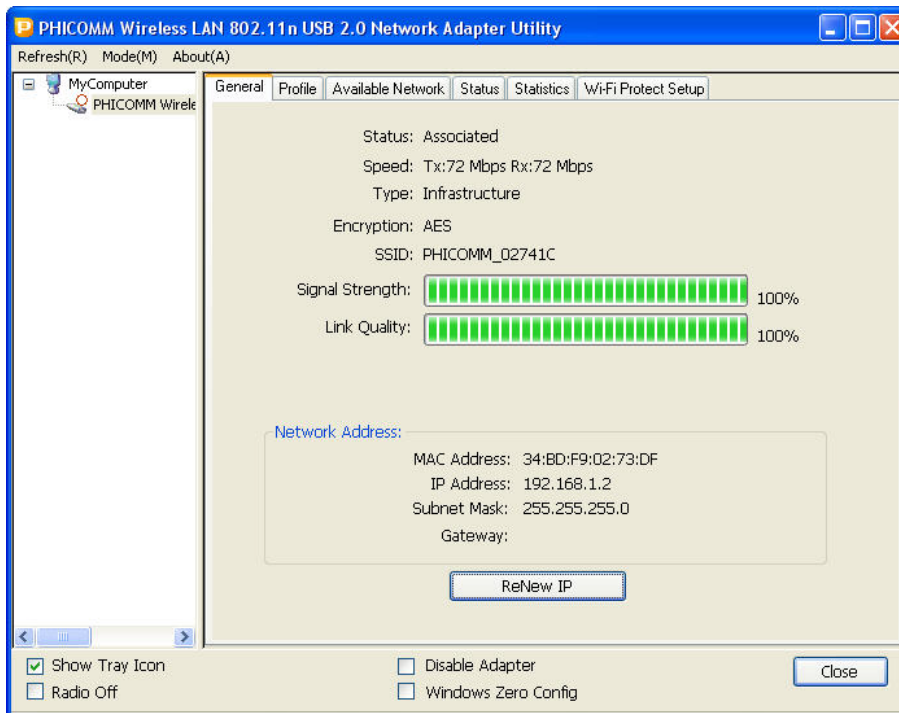 PHICOMM Wireless LAN 802.11n USB 2.0 Network Adapter Utility
Refresh(R) Mode(M) About(A)
MyComputer
PHICOMM Wirele
General Profile Available Network Status Statistics Wi-Fi Protect Setup
Status: Associated
Speed: Tx:72 Mbps Rx:72 Mbps
Type: Infrastructure
Encryption: AES
SSID: PHICOMM_02741C
Signal Strength: 100%
Link Quality: 100%
Network Address:
MAC Address: 34:BD:F9:02:73:DF
IP Address: 192.168.1.2
Subnet Mask: 255.255.255.0
Gateway:
ReNew IP
Show Tray Icon
Radio Off
Disable Adapter
Windows Zero Config
Close